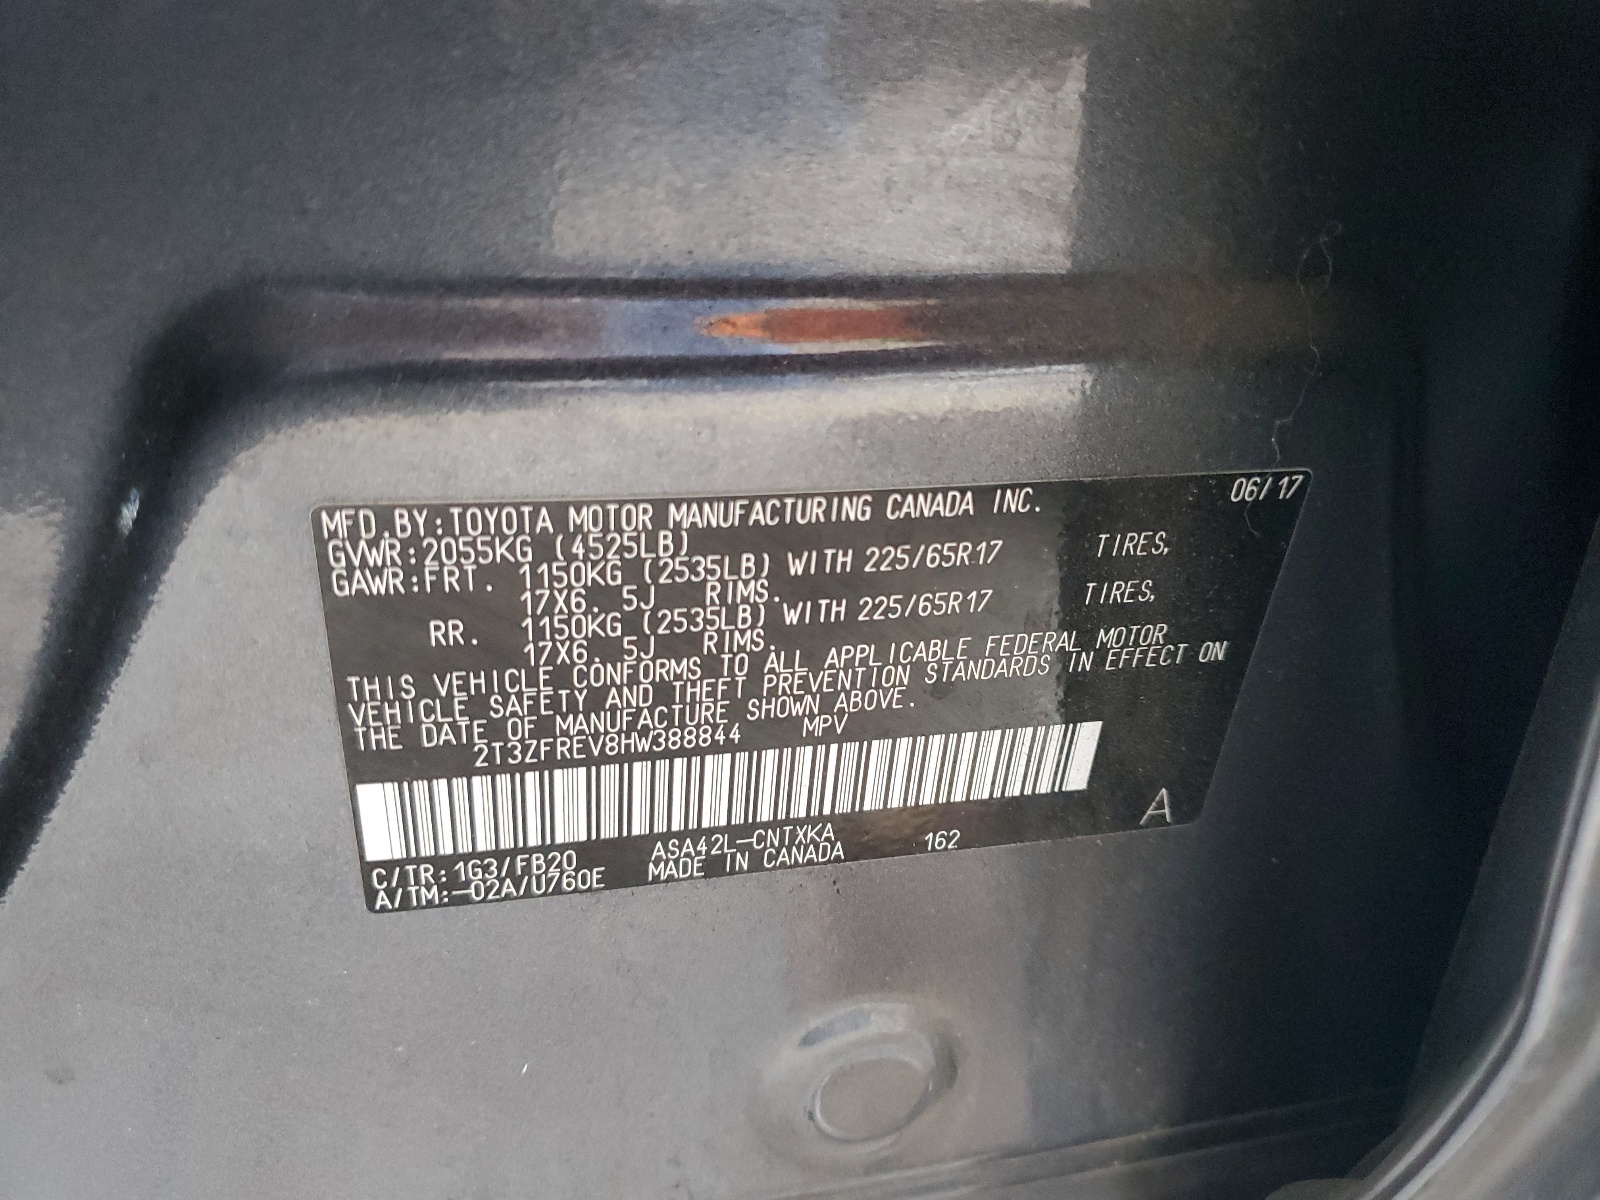 MFD.BY:TOYOTA MOTOR MANUFACTURING CANADA INC. 06/17
GVWR:2055KG (4525LB)
GAWR:FRT. 1150KG (2535LB) WITH 225/65R17 TIRES,
17X6.5J RIMS.
RR. 1150KG (2535LB) WITH 225/65R17 TIRES,
17X6.5J RIMS.
THIS VEHICLE CONFORMS TO ALL APPLICABLE FEDERAL MOTOR
VEHICLE SAFETY AND THEFT PREVENTION STANDARDS IN EFFECT ON
THE DATE OF MANUFACTURE SHOWN ABOVE.
2T3ZFREV8HW388844 MPV
A
C/TR:1G3/FB20 ASA42L-CNTXKA 162
A/TM:-02A/U760E MADE IN CANADA